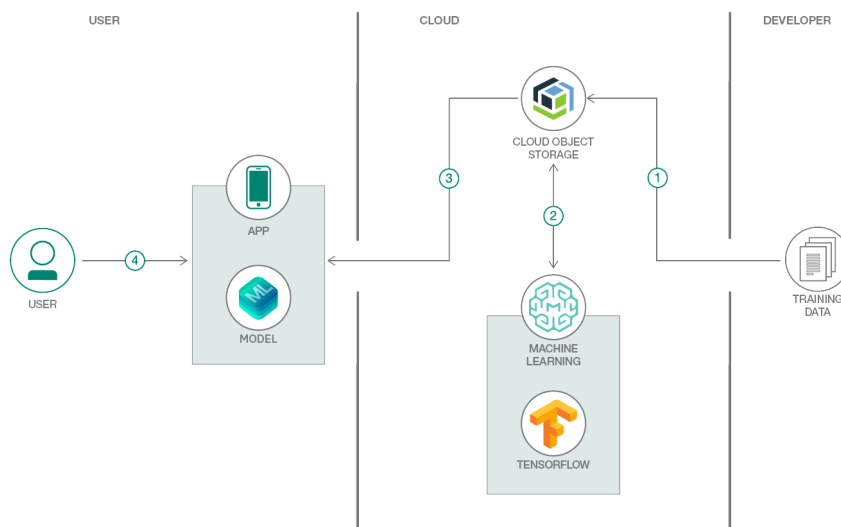 USER
CLOUD
DEVELOPER
CLOUD OBJECT
STORAGE
3
1
2
APP
4
USER
ML
MODEL
TRAINING
DATA
MACHINE
LEARNING
TENSORFLOW